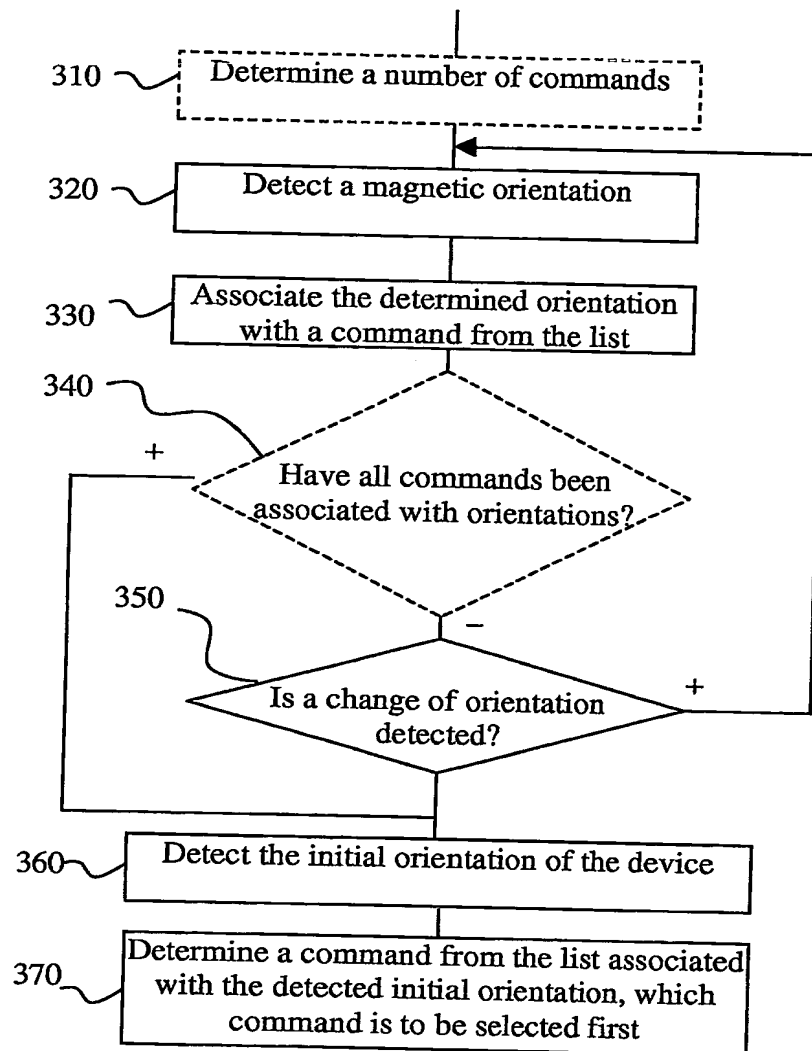 310
Determine a number of commands
320
Detect a magnetic orientation
330
Associate the determined orientation
with a command from the list
340
+
Have all commands been
associated with orientations?
350
−
+
Is a change of orientation
detected?
360
Detect the initial orientation of the device
370
Determine a command from the list associated
with the detected initial orientation, which
command is to be selected first